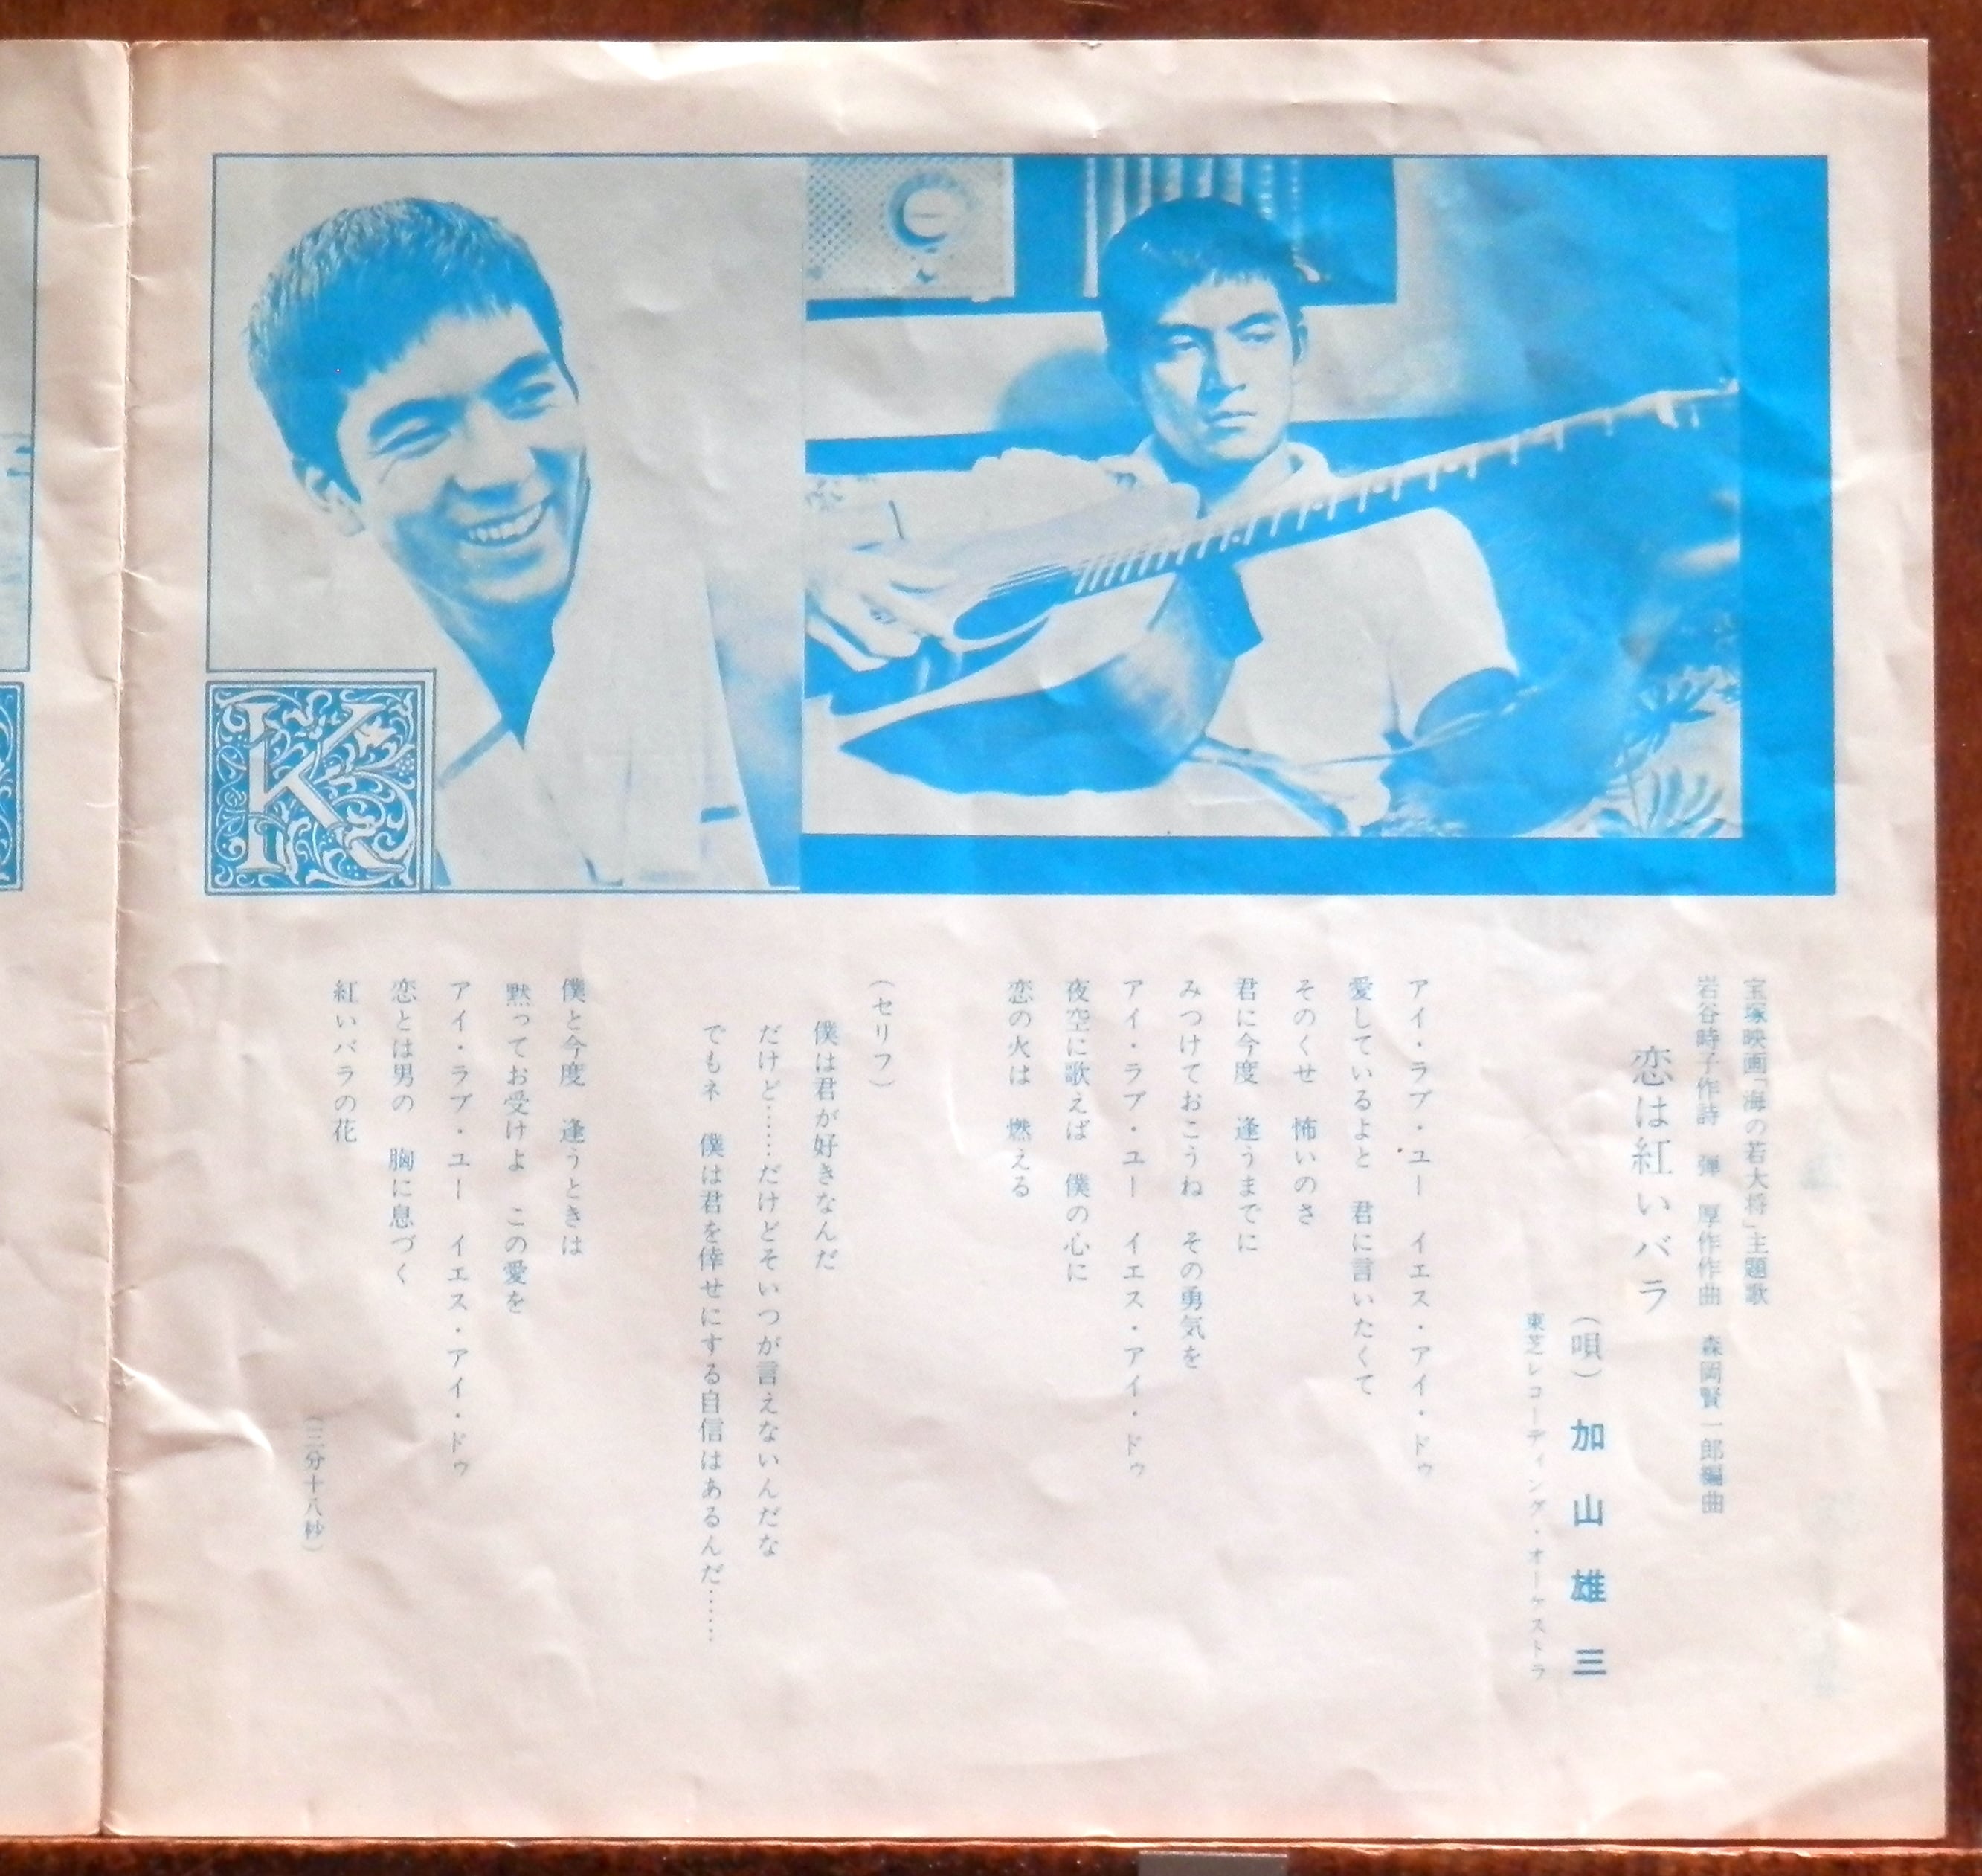 宝塚映画「海の若大将」主題歌
岩谷時子作詩　弾　厚作作曲　森岡賢一郎編曲
恋は紅いバラ
（唄）加山雄三
東芝レコーディング・オーケストラ
アイ・ラブ・ユー　イエス・アイ・ドゥ
愛しているよと　君に言いたくて
そのくせ　怖いのさ
君に今度　逢うまでに
みつけておこうね　その勇気を
アイ・ラブ・ユー　イエス・アイ・ドゥ
夜空に歌えば　僕の心に
恋の火は　燃える
（セリフ）
僕は君が好きなんだ
だけど……だけどそいつが言えないんだな
でもネ　僕は君を倖せにする自信はあるんだ……
僕と今度　逢うときは
黙ってお受けよ　この愛を
アイ・ラブ・ユー　イエス・アイ・ドゥ
恋とは男の　胸に息づく
紅いバラの花
（三分十八秒）
K